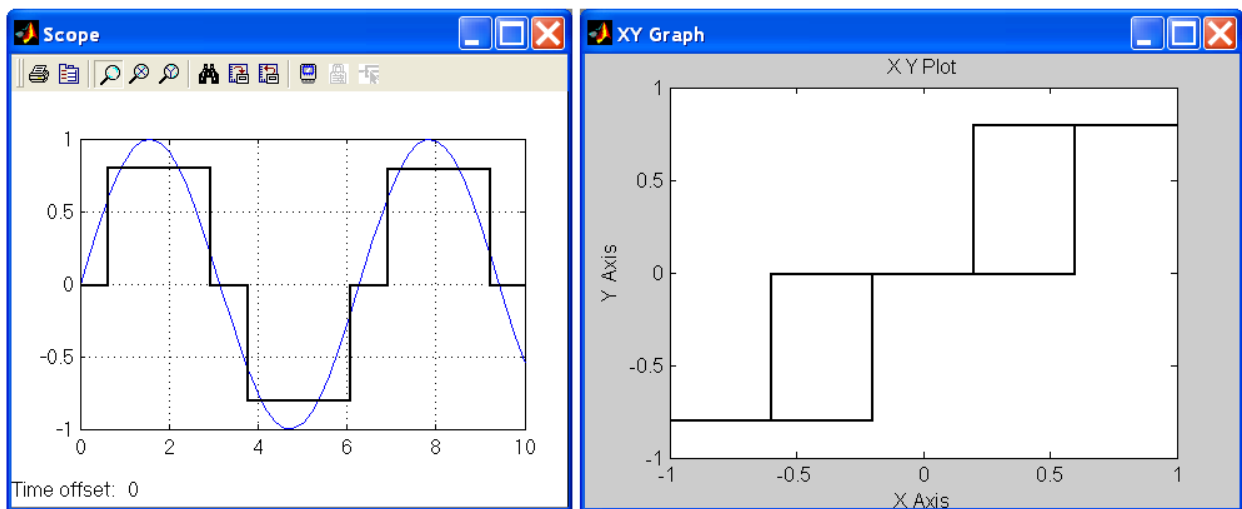 Scope
1
0.5
0
-0.5
-1
0 2 4 6 8 10
Time offset: 0
XY Graph
X Y Plot
1
0.5
0
-0.5
-1
Y Axis
-1 -0.5 0 0.5 1
X Axis